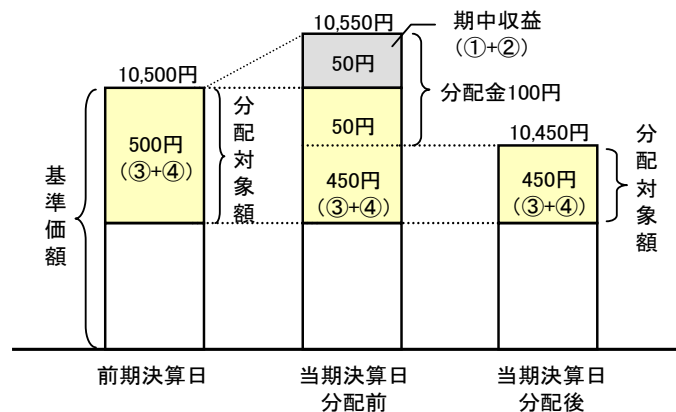 10,550円
期中収益
(①+②)
10,500円
50円
分配金100円
分配対象額
500円
(③+④)
50円
10,450円
分配対象額
基準価額
450円
(③+④)
450円
(③+④)
前期決算日
当期決算日
分配前
当期決算日
分配後